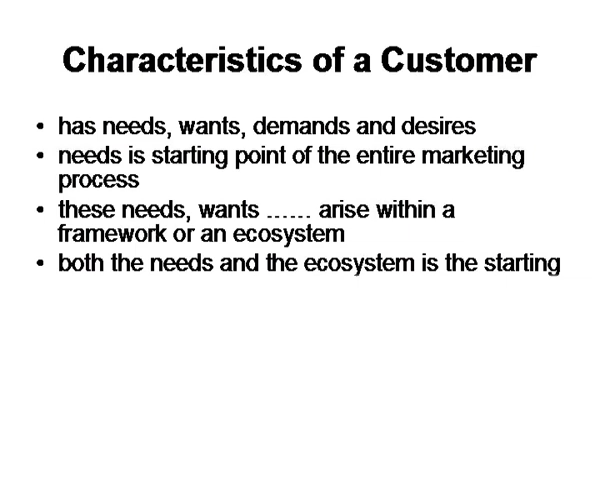 Characteristics of a Customer
• has needs, wants, demands and desires
• needs is starting point of the entire marketing
process
• these needs, wants ...... arise within a
framework or an ecosystem
• both the needs and the ecosystem is the starting